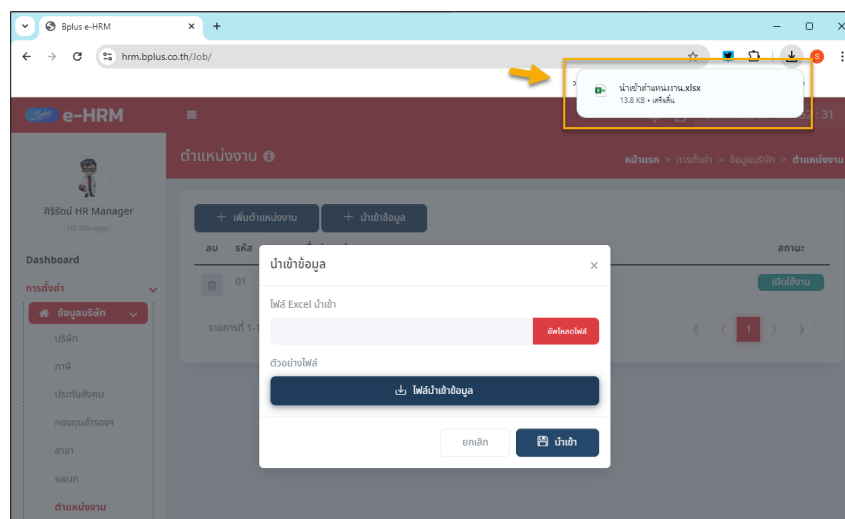 Bplus e-HRM
hrm.bplus.co.th/Job/
นำเข้าตำแหน่งงาน.xlsx
13.8 KB • เสร็จสิ้น
Bplus e-HRM
: 31
ตำแหน่งงาน
หน้าแรก > การตั้งค่า > ข้อมูลบริษัท > ตำแหน่งงาน
ศิริรัตน์ HR Manager
HR Manager
+ เพิ่มตำแหน่งงาน
+ นำเข้าข้อมูล
Dashboard
ลบ รหัส สถานะ
การตั้งค่า
01 เปิดใช้งาน
ข้อมูลบริษัท
รายการที่ 1-1
« ‹ 1 › »
นำเข้าข้อมูล ×
ไฟล์ Excel นำเข้า
อัพโหลดไฟล์
ตัวอย่างไฟล์
ไฟล์นำเข้าข้อมูล
ยกเลิก
นำเข้า
บริษัท
ภาษี
ประกันสังคม
กองทุนสำรองฯ
สาขา
แผนก
ตำแหน่งงาน